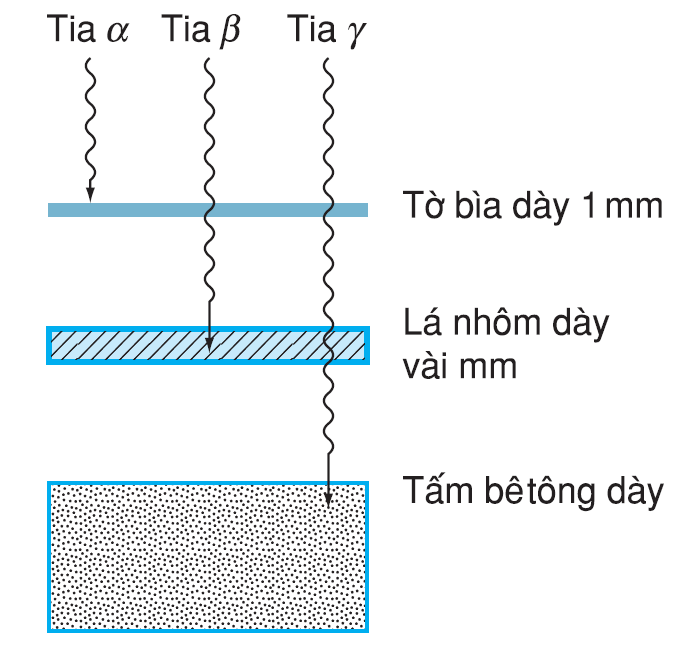 Tia α Tia β Tia γ
Tờ bìa dày 1 mm
Lá nhôm dày
vài mm
Tấm bêtông dày